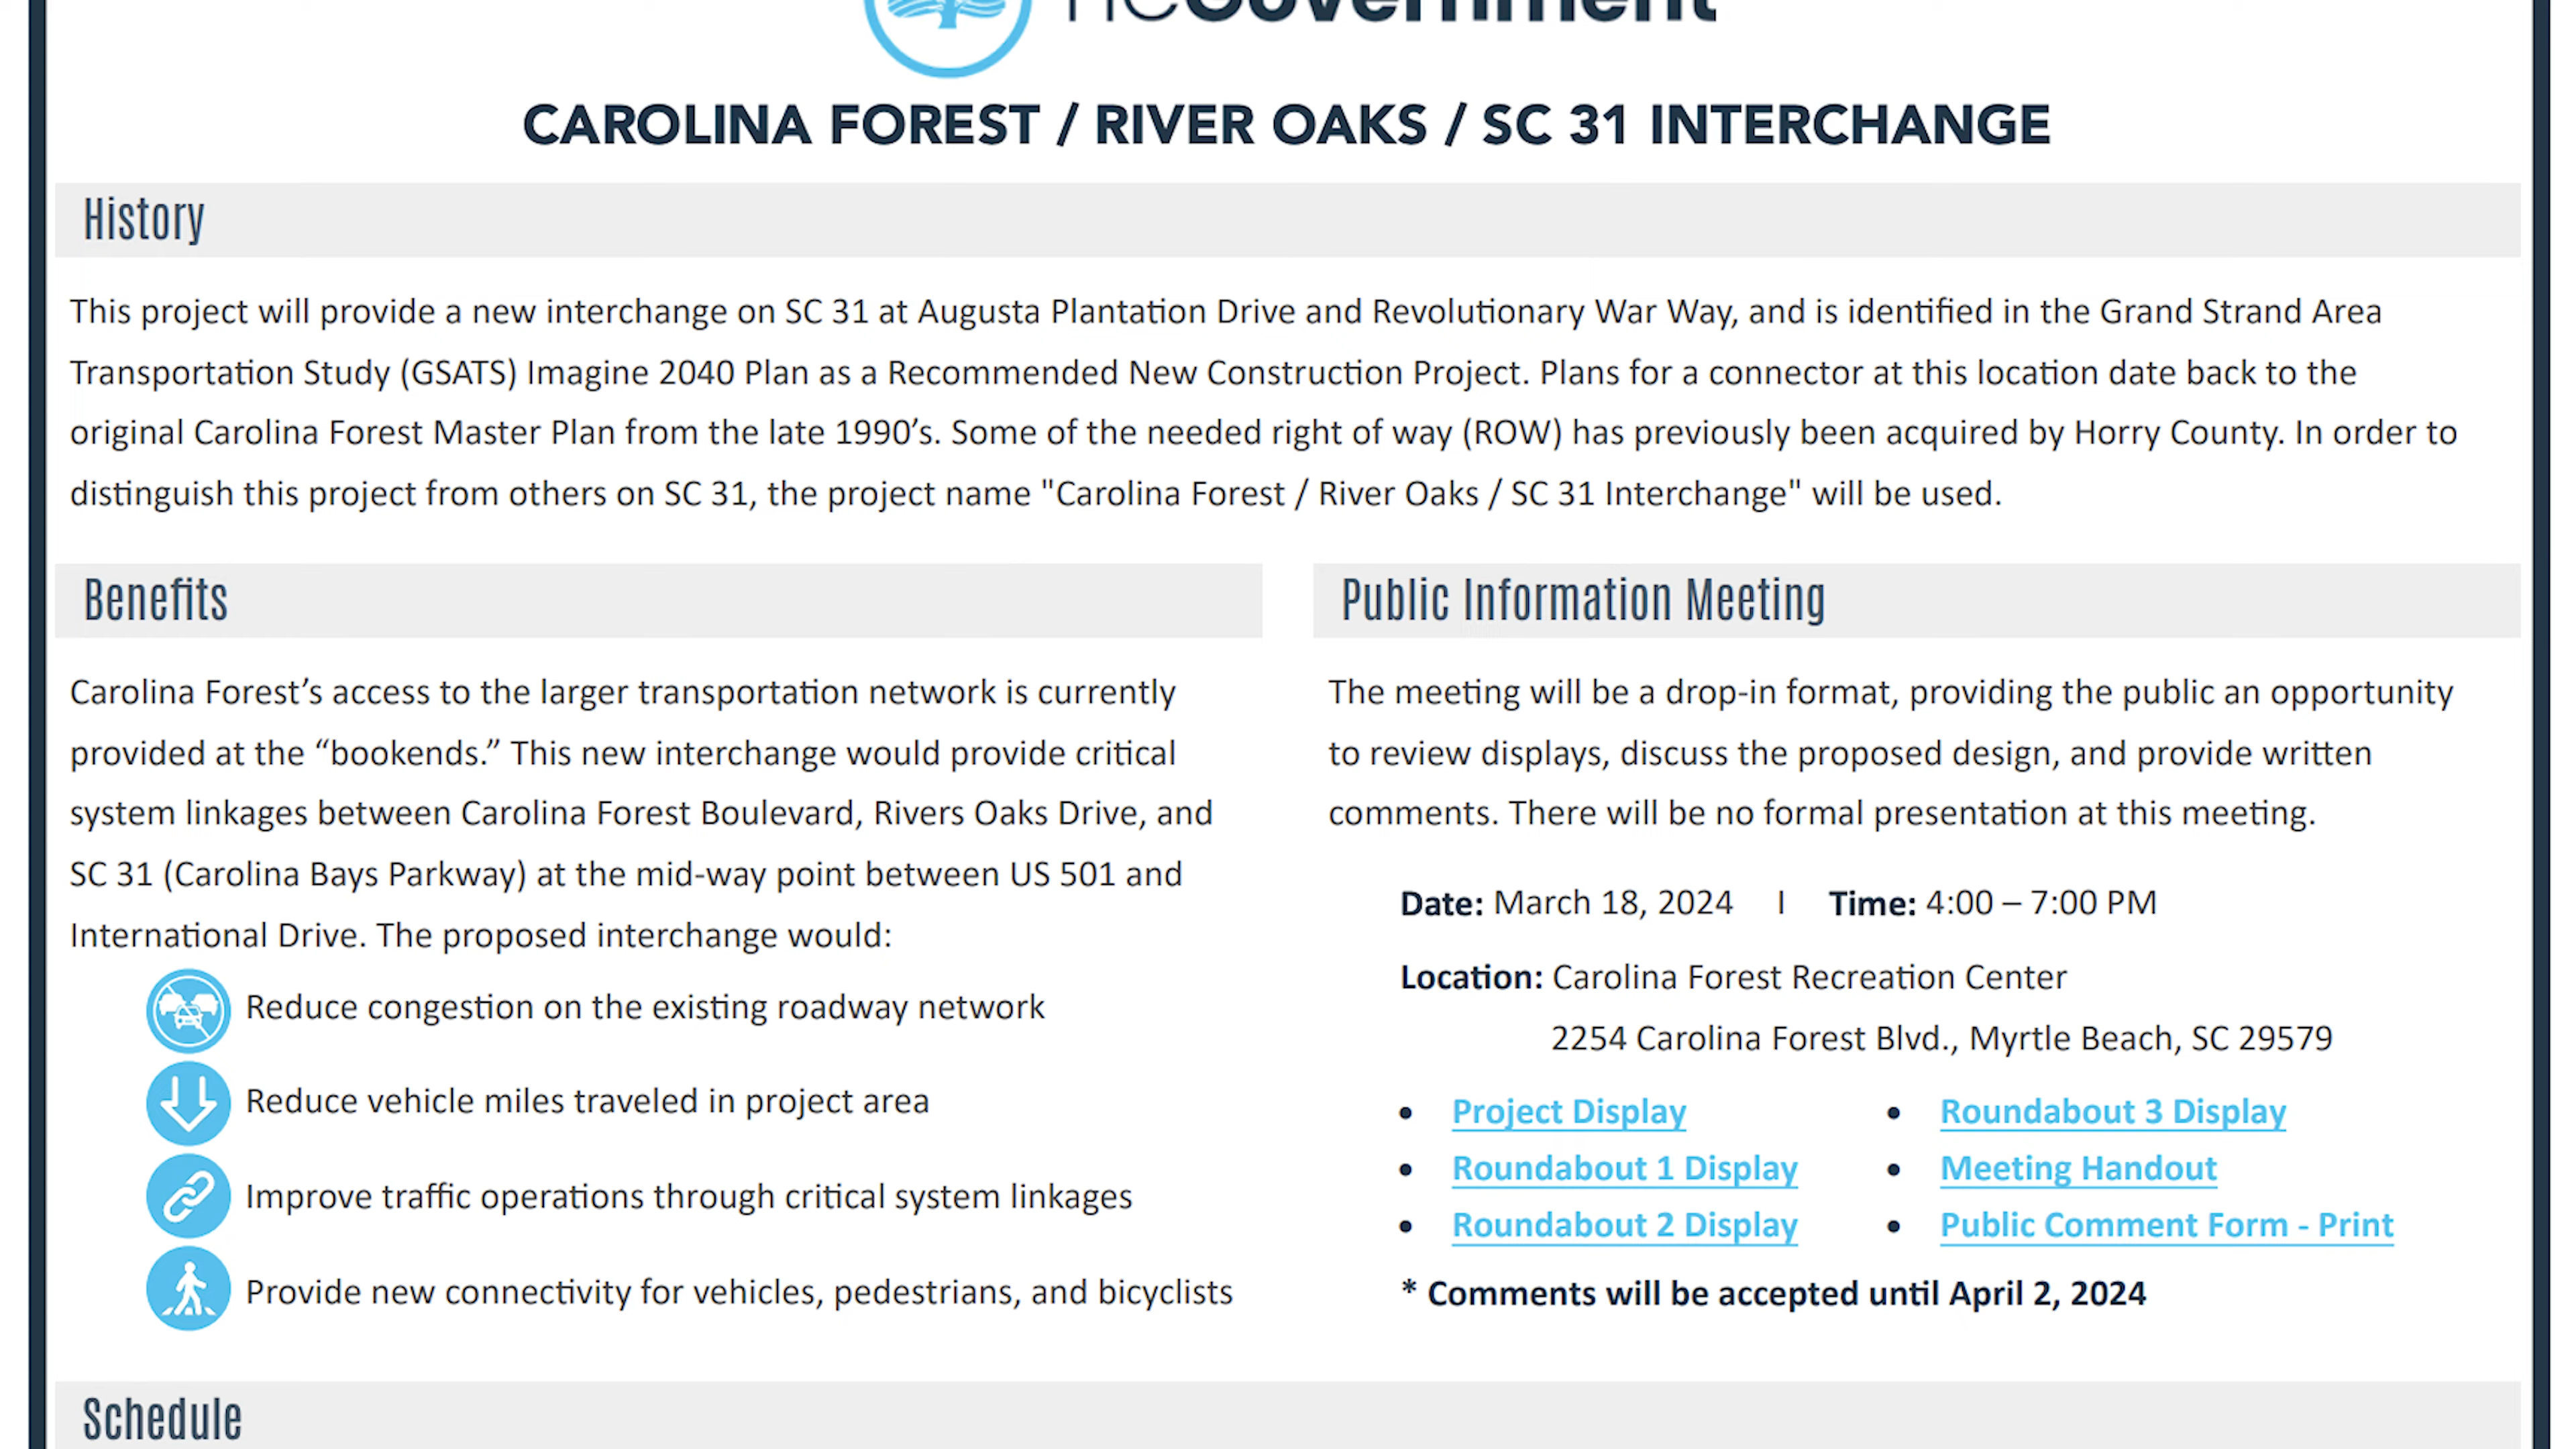 Government
CAROLINA FOREST / RIVER OAKS / SC 31 INTERCHANGE
History
This project will provide a new interchange on SC 31 at Augusta Plantation Drive and Revolutionary War Way, and is identified in the Grand Strand Area
Transportation Study (GSATS) Imagine 2040 Plan as a Recommended New Construction Project. Plans for a connector at this location date back to the
original Carolina Forest Master Plan from the late 1990’s. Some of the needed right of way (ROW) has previously been acquired by Horry County. In order to
distinguish this project from others on SC 31, the project name "Carolina Forest / River Oaks / SC 31 Interchange" will be used.
Benefits
Carolina Forest’s access to the larger transportation network is currently
provided at the “bookends.” This new interchange would provide critical
system linkages between Carolina Forest Boulevard, Rivers Oaks Drive, and
SC 31 (Carolina Bays Parkway) at the mid-way point between US 501 and
International Drive. The proposed interchange would:
Reduce congestion on the existing roadway network
Reduce vehicle miles traveled in project area
Improve traffic operations through critical system linkages
Provide new connectivity for vehicles, pedestrians, and bicyclists
Public Information Meeting
The meeting will be a drop-in format, providing the public an opportunity
to review displays, discuss the proposed design, and provide written
comments. There will be no formal presentation at this meeting.
Date: March 18, 2024 I Time: 4:00 – 7:00 PM
Location: Carolina Forest Recreation Center
2254 Carolina Forest Blvd., Myrtle Beach, SC 29579
• Project Display
• Roundabout 1 Display
• Roundabout 2 Display
• Roundabout 3 Display
• Meeting Handout
• Public Comment Form - Print
* Comments will be accepted until April 2, 2024
Schedule